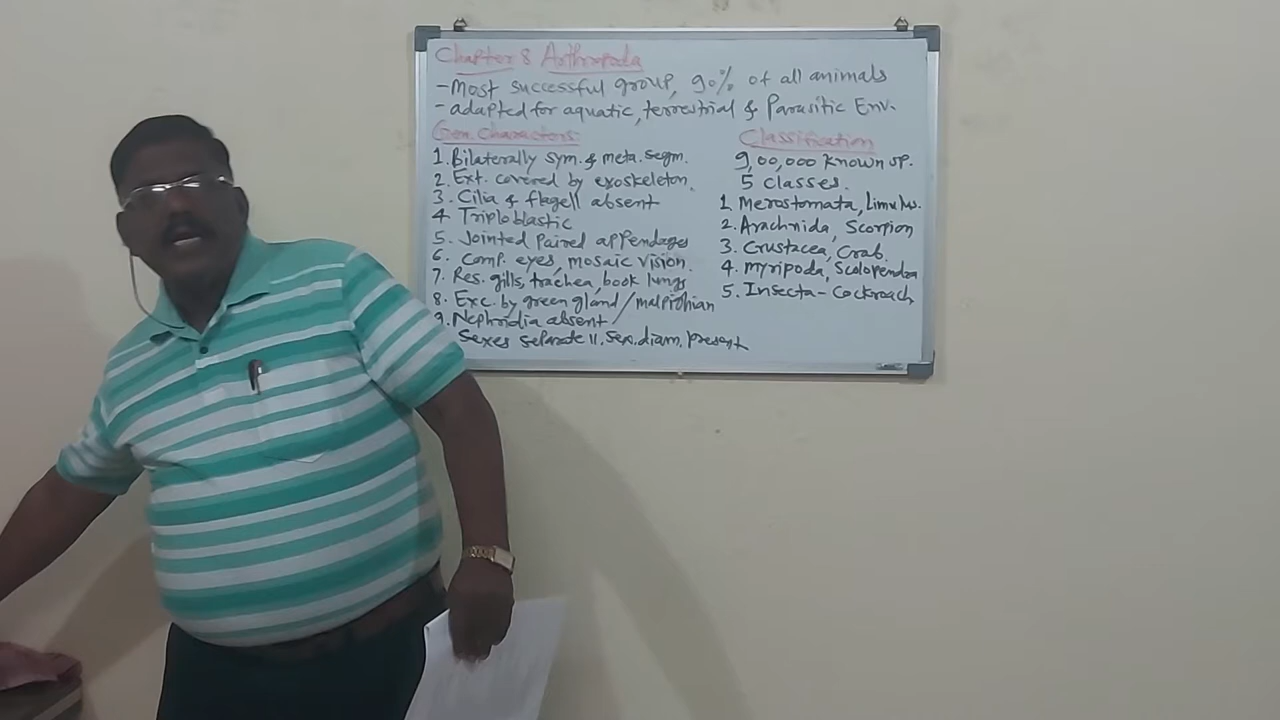 Chapter 8 Arthropoda
- Most successful group, 90% of all animals
- adapted for aquatic, terrestrial & Parasitic Env.
Gen. Characters:
1. Bilaterally sym. & meta. segm.
2. Ext. covered by exoskeleton.
3. Cilia & flagell absent
4. Triploblastic
5. Jointed Paired appendages
6. Comp. eyes, mosaic vision.
7. Res. gills, trachea, book lungs
8. Exc. by green gland / malpighian
9. Nephridia absent
Sexes separate 11. Sex. diam. Present
Classification
9,00,000 known sp.
5 classes.
1 Merostomata, Limulus.
2. Arachnida, Scorpion
3. Crustacea, Crab.
4. myripoda, Scolopendra
5. Insecta - Cockroach